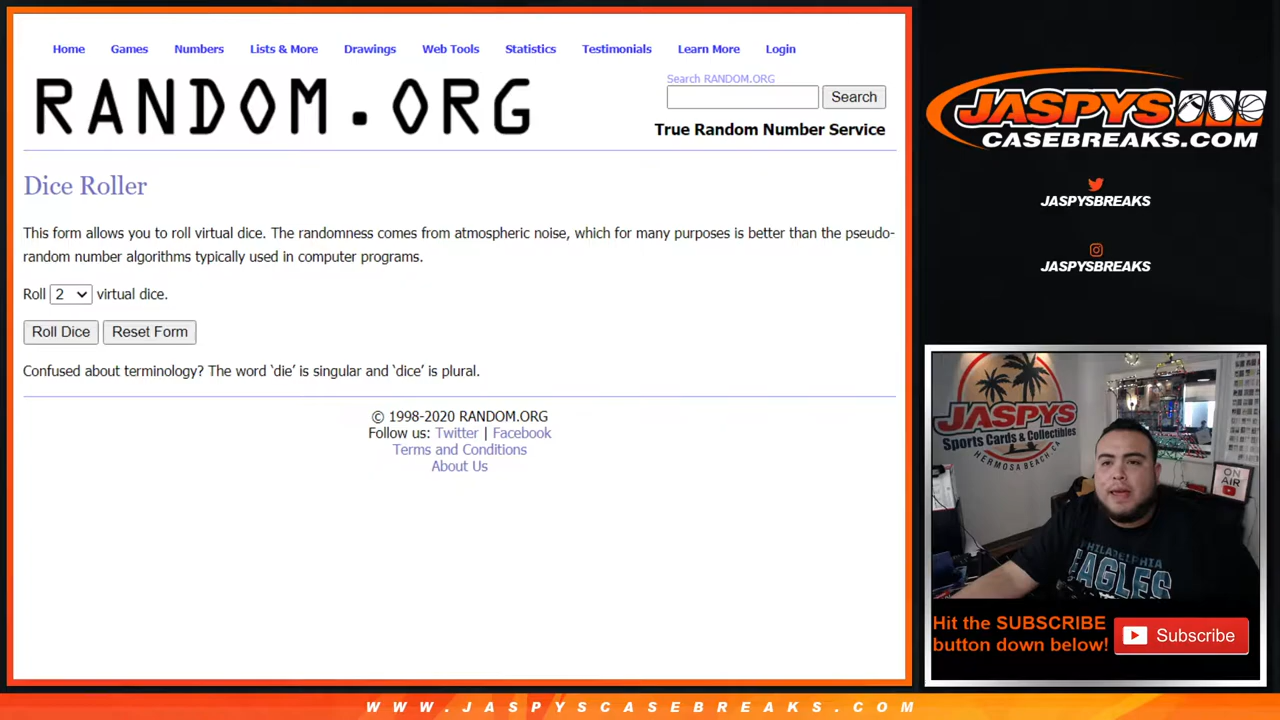 Home Games Numbers Lists & More Drawings Web Tools Statistics Testimonials Learn More Login
RANDOM.ORG
Search RANDOM.ORG
Search
True Random Number Service
Dice Roller
This form allows you to roll virtual dice. The randomness comes from atmospheric noise, which for many purposes is better than the pseudo-
random number algorithms typically used in computer programs.
Roll 2 virtual dice.
Roll Dice Reset Form
Confused about terminology? The word ‘die’ is singular and ‘dice’ is plural.
© 1998-2020 RANDOM.ORG
Follow us: Twitter | Facebook
Terms and Conditions
About Us
JASPYS
CASEBREAKS.COM
JASPYSBREAKS
JASPYSBREAKS
JASPYS
Sports Cards & Collectibles
HERMOSA BEACH, CA
ON
AIR
PHILADELPHIA
EAGLES
Hit the SUBSCRIBE
button down below!
Subscribe
WWW.JASPYSCASEBREAKS.COM